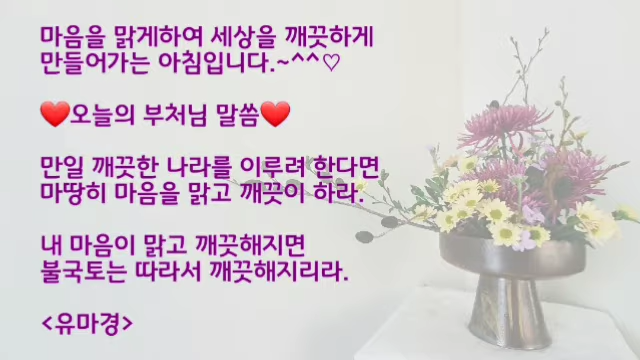 마음을 맑게하여 세상을 깨끗하게
만들어가는 아침입니다.~^^♡
❤️오늘의 부처님 말씀❤️
만일 깨끗한 나라를 이루려 한다면
마땅히 마음을 맑고 깨끗이 하라.
내 마음이 맑고 깨끗해지면
불국토는 따라서 깨끗해지리라.
<유마경>